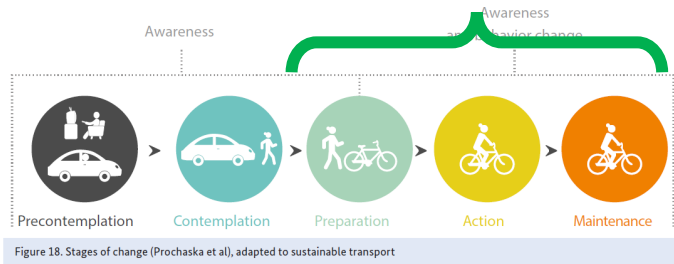 Awareness
Awareness
and behavior change
Precontemplation
Contemplation
Preparation
Action
Maintenance
Figure 18. Stages of change (Prochaska et al), adapted to sustainable transport